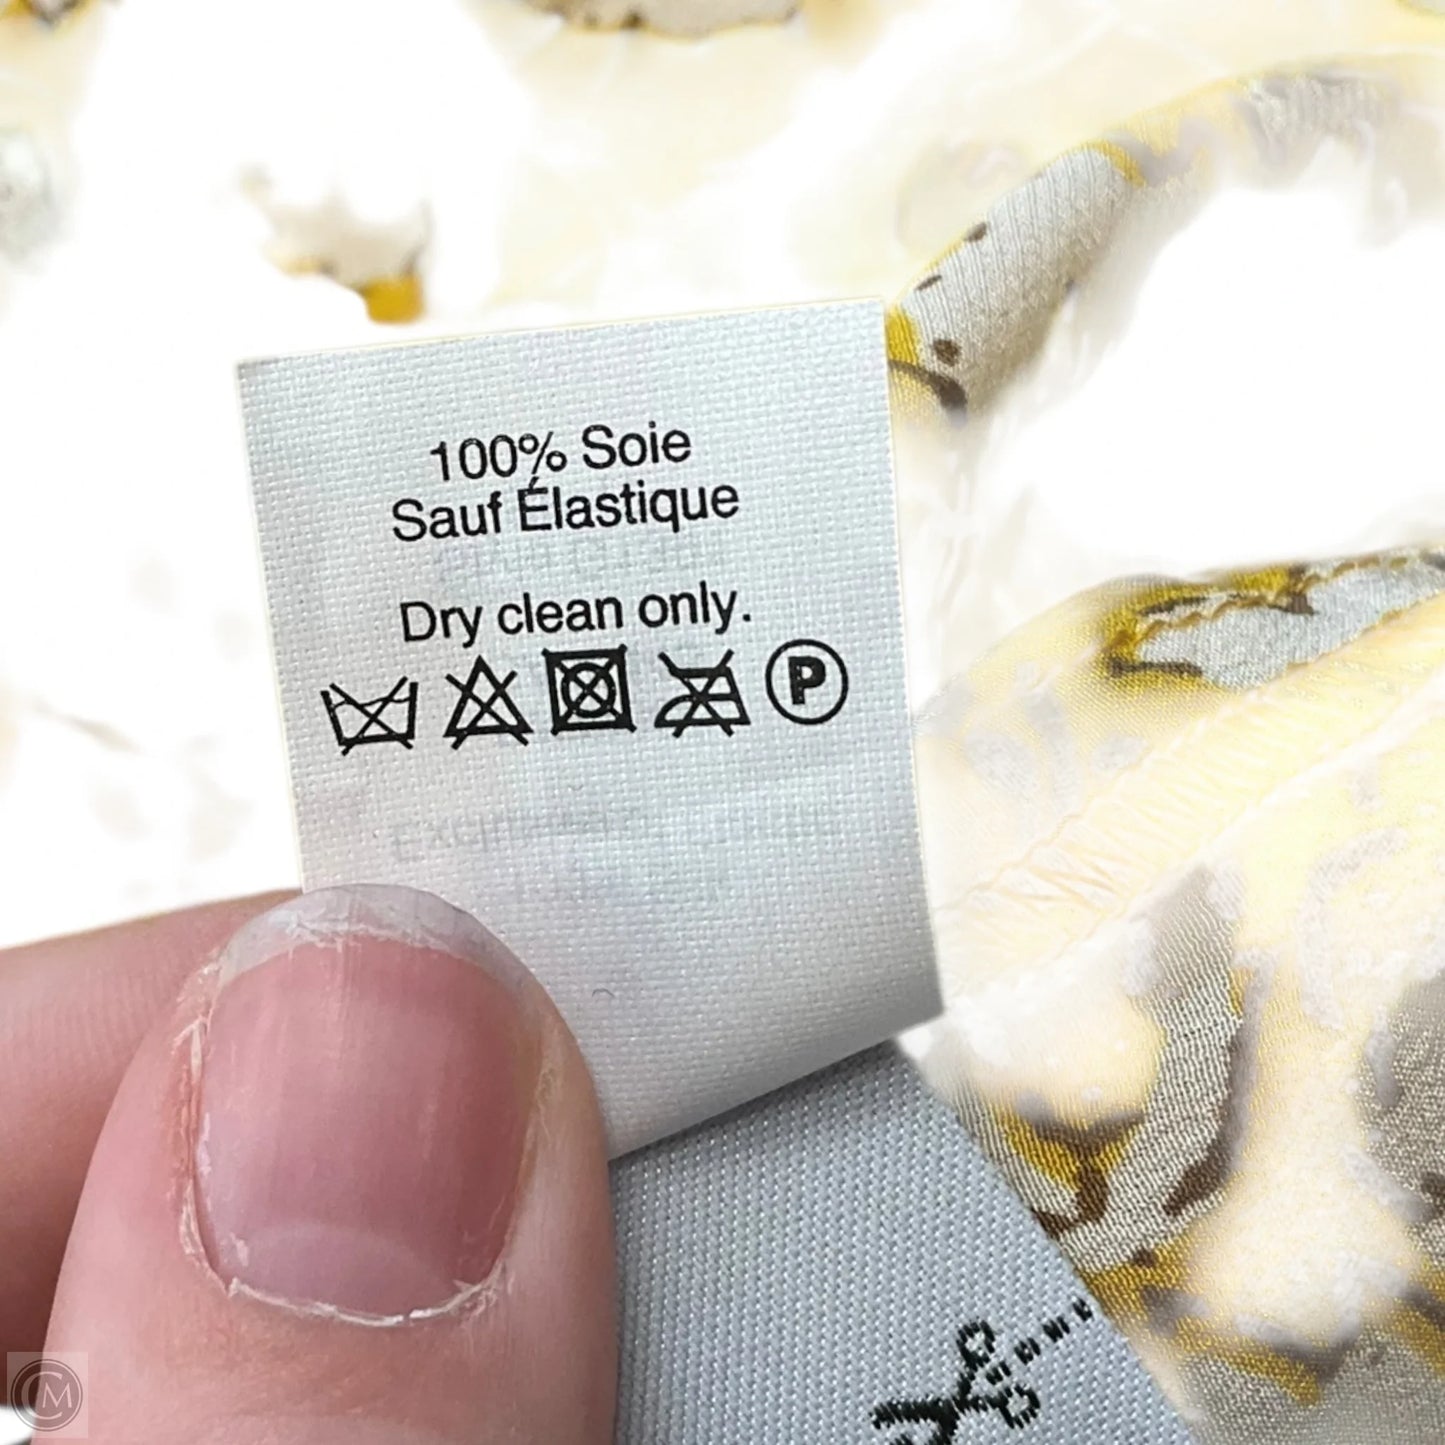 100% Soie
Sauf Élastique
Dry clean only.
P